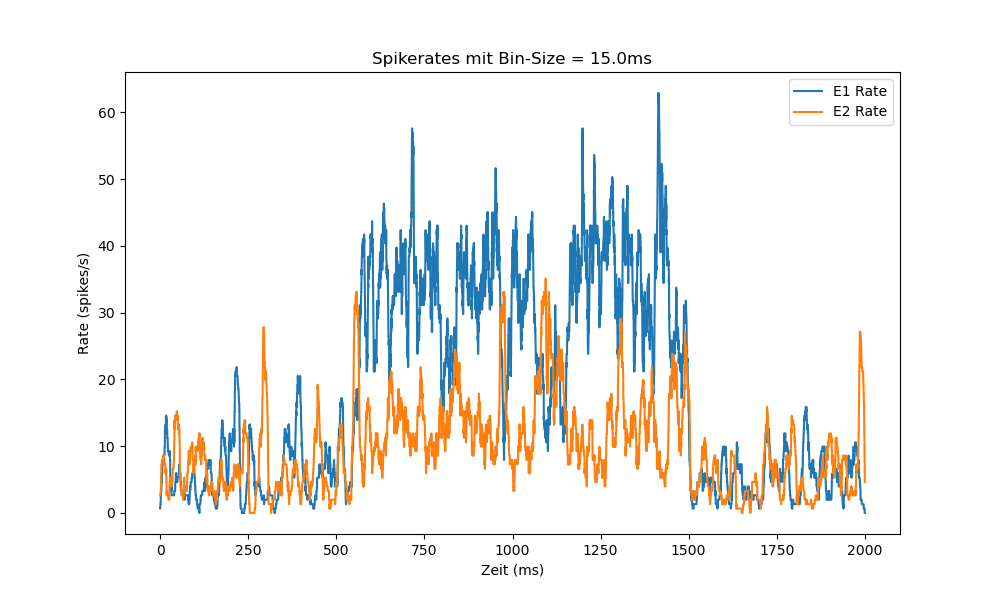 Spikerates mit Bin-Size = 15.0ms
E1 Rate
E2 Rate
Rate (spikes/s)
60
50
40
30
20
10
0
0 250 500 750 1000 1250 1500 1750 2000
Zeit (ms)